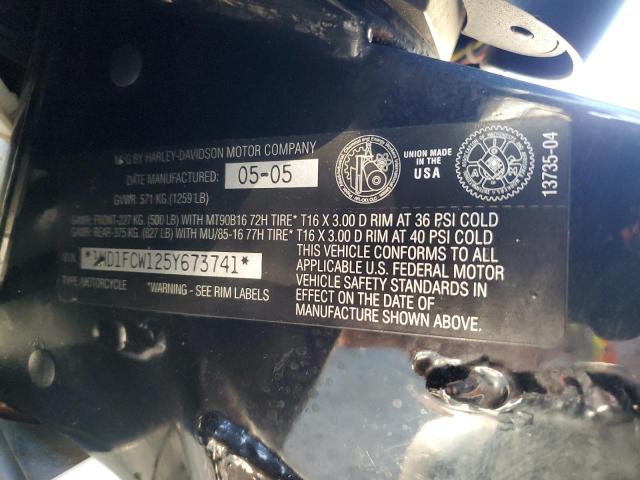 MFG BY HARLEY-DAVIDSON MOTOR COMPANY
DATE MANUFACTURED: 05-05
GVWR: 571 KG. (1259 LB)
UNION MADE IN THE USA
13735-04
GAWR: FRONT-227 KG. (500 LB) WITH MT90B16 72H TIRE* T16 X 3.00 D RIM AT 36 PSI COLD
GAWR: REAR-375 KG. (827 LB) WITH MU/85-16 77H TIRE* T16 X 3.00 D RIM AT 40 PSI COLD
VIN: *1HD1FCW125Y673741*
TYPE: MOTORCYCLE
*WARNING - SEE RIM LABELS
THIS VEHICLE CONFORMS TO ALL
APPLICABLE U.S. FEDERAL MOTOR
VEHICLE SAFETY STANDARDS IN
EFFECT ON THE DATE OF
MANUFACTURE SHOWN ABOVE.